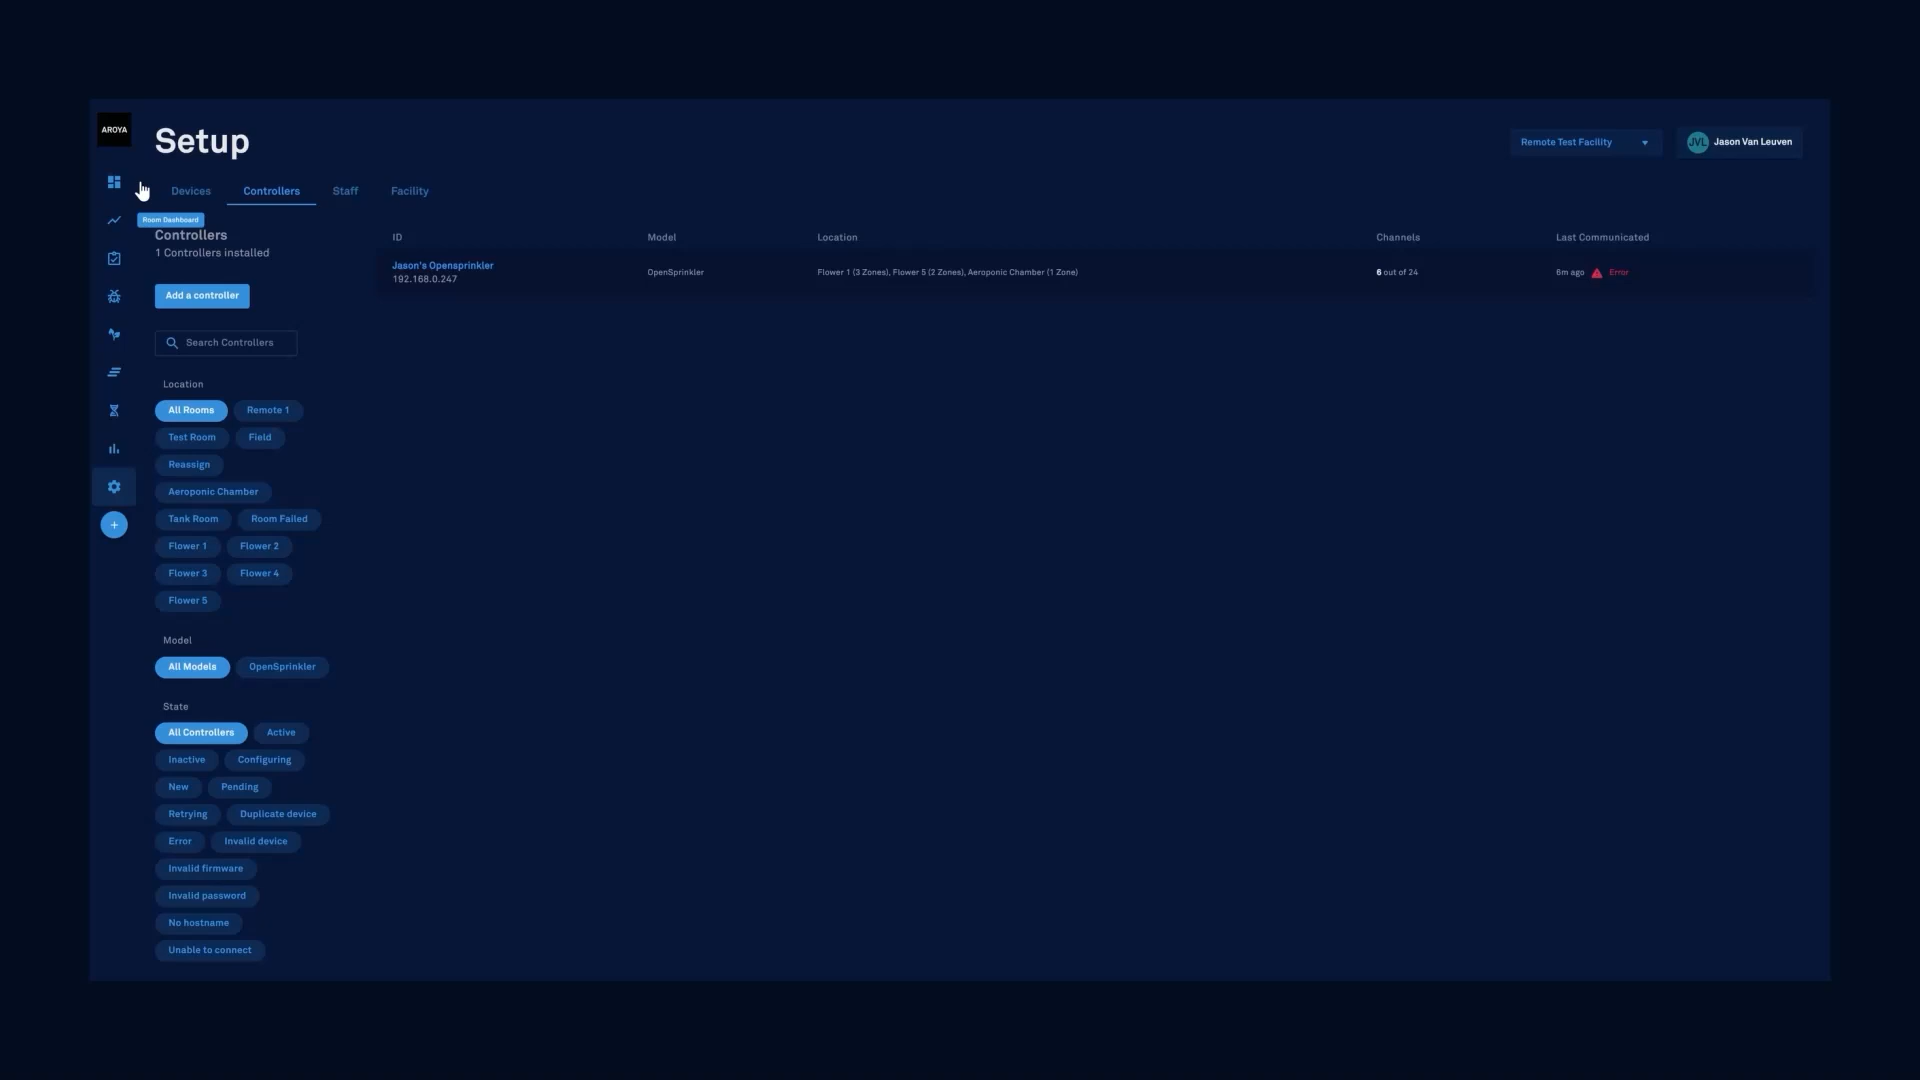 AROYA
Setup
Remote Test Facility
JVL Jason Van Leuven
Devices Controllers Staff Facility
Room Dashboard
Controllers
1 Controllers installed
Add a controller
Search Controllers
Location
All Rooms Remote 1
Test Room Field
Reassign
Aeroponic Chamber
Tank Room Room Failed
Flower 1 Flower 2
Flower 3 Flower 4
Flower 5
Model
All Models OpenSprinkler
State
All Controllers Active
Inactive Configuring
New Pending
Retrying Duplicate device
Error Invalid device
Invalid firmware
Invalid password
No hostname
Unable to connect
ID Model Location Channels Last Communicated
Jason's Opensprinkler
192.168.0.247
OpenSprinkler Flower 1 (3 Zones), Flower 5 (2 Zones), Aeroponic Chamber (1 Zone) 6 out of 24 6m ago Error